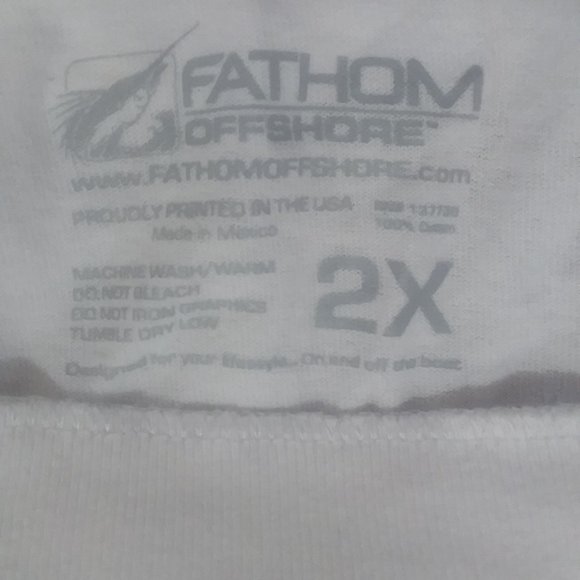 FATHOM
OFFSHORE™
www.FATHOMOFFSHORE.com
PROUDLY PRINTED IN THE USA
Made in Mexico
100% Cotton
MACHINE WASH/WARM
DO NOT BLEACH
DO NOT IRON GRAPHICS
TUMBLE DRY LOW
2X
Designed for your lifestyle... On and off the boat